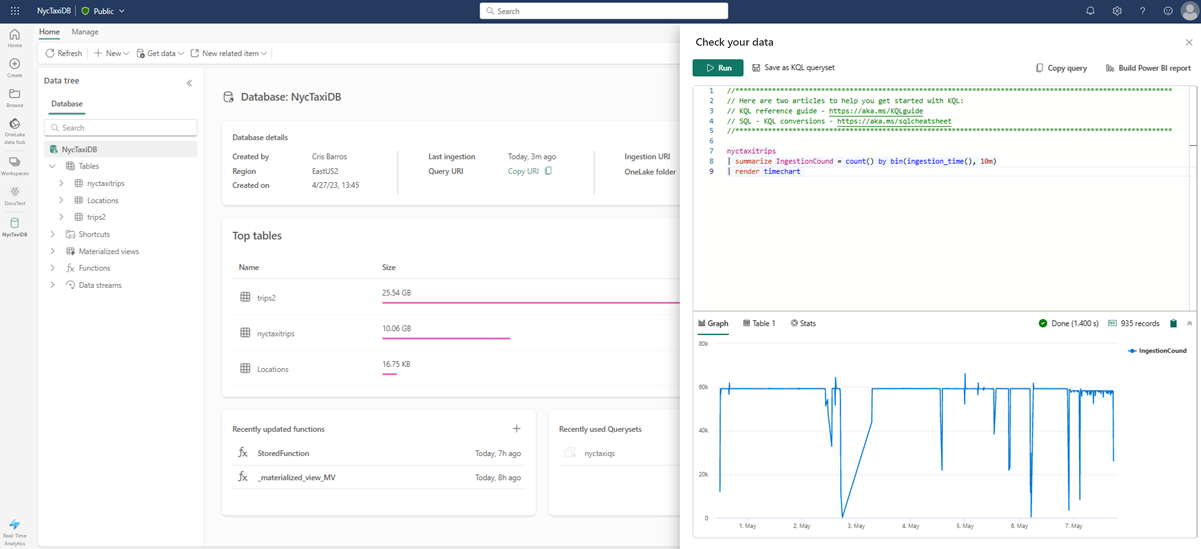 NycTaxiDB
Public
Search
Home
Create
Browse
OneLake
data hub
Workspaces
DocsTest
NycTaxiDB
Real-Time
Analytics
Home
Manage
Refresh
New
Get data
New related item
Data tree
Database
Search
NycTaxiDB
Tables
nyctaxitrips
Locations
trips2
Shortcuts
Materialized views
Functions
Data streams
Database: NycTaxiDB
Database details
Created by Cris Barros
Region EastUS2
Created on 4/27/23, 13:45
Last ingestion Today, 3m ago
Query URI Copy URI
Ingestion URI
OneLake folder
Top tables
Name Size
trips2 25.54 GB
nyctaxitrips 10.06 GB
Locations 16.75 KB
Recently updated functions
StoredFunction Today, 7h ago
_materialized_view_MV Today, 8h ago
Recently used Querysets
nyctaxiqs
Check your data
Run
Save as KQL queryset
Copy query
Build Power BI report
1 //***********************************************************************************************************
2 // Here are two articles to help you get started with KQL:
3 // KQL reference guide - https://aka.ms/KQLguide
4 // SQL - KQL conversions - https://aka.ms/sqlcheatsheet
5 //***********************************************************************************************************
6
7 nyctaxitrips
8 | summarize IngestionCound = count() by bin(ingestion_time(), 10m)
9 | render timechart
Graph
Table 1
Stats
Done (1.400 s)
935 records
IngestionCound
80k
60k
40k
20k
0
1. May 2. May 3. May 4. May 5. May 6. May 7. May